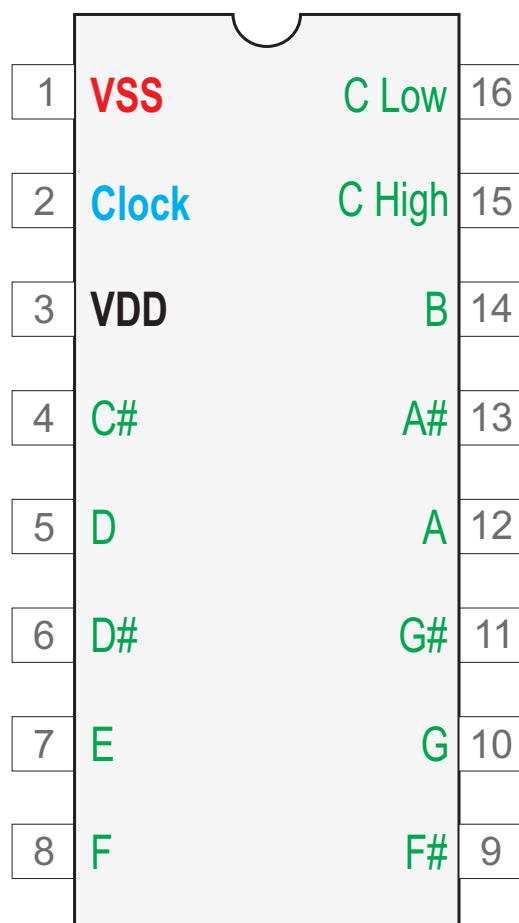 1 VSS C Low 16
2 Clock C High 15
3 VDD B 14
4 C# A# 13
5 D A 12
6 D# G# 11
7 E G 10
8 F F# 9